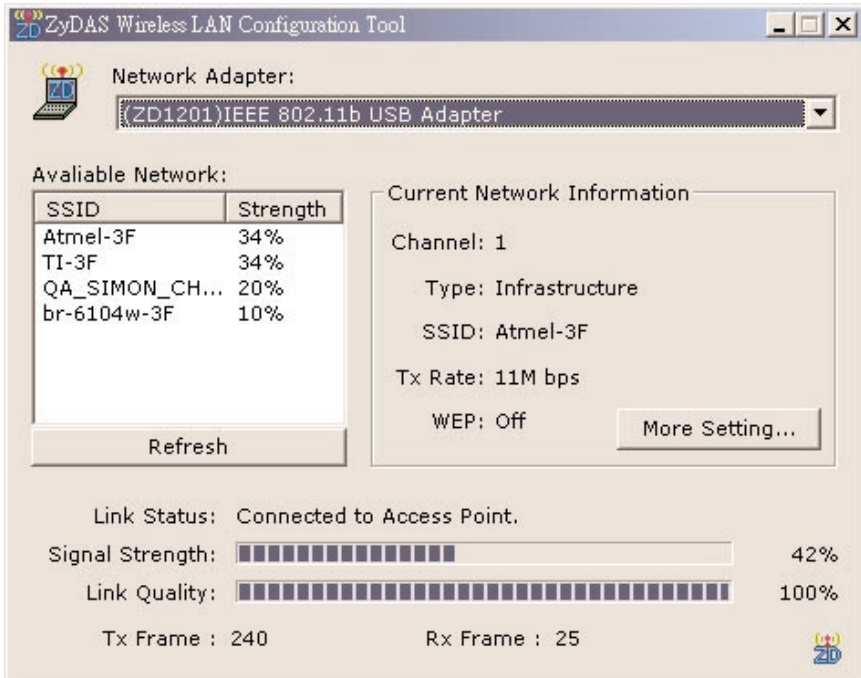 ZyDAS Wireless LAN Configuration Tool
Network Adapter:
(ZD1201)IEEE 802.11b USB Adapter
Avaliable Network:
SSID Strength
Atmel-3F 34%
TI-3F 34%
QA_SIMON_CH... 20%
br-6104w-3F 10%
Refresh
Current Network Information
Channel: 1
Type: Infrastructure
SSID: Atmel-3F
Tx Rate: 11M bps
WEP: Off
More Setting...
Link Status: Connected to Access Point.
Signal Strength: 42%
Link Quality: 100%
Tx Frame : 240 Rx Frame : 25
ZD